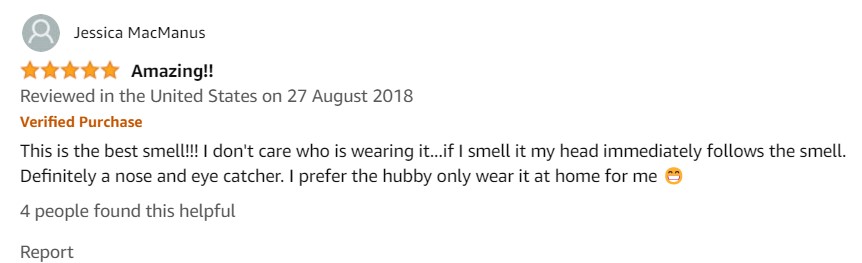 Jessica MacManus
Amazing!!
Reviewed in the United States on 27 August 2018
Verified Purchase
This is the best smell!!! I don't care who is wearing it...if I smell it my head immediately follows the smell.
Definitely a nose and eye catcher. I prefer the hubby only wear it at home for me 😁
4 people found this helpful
Report